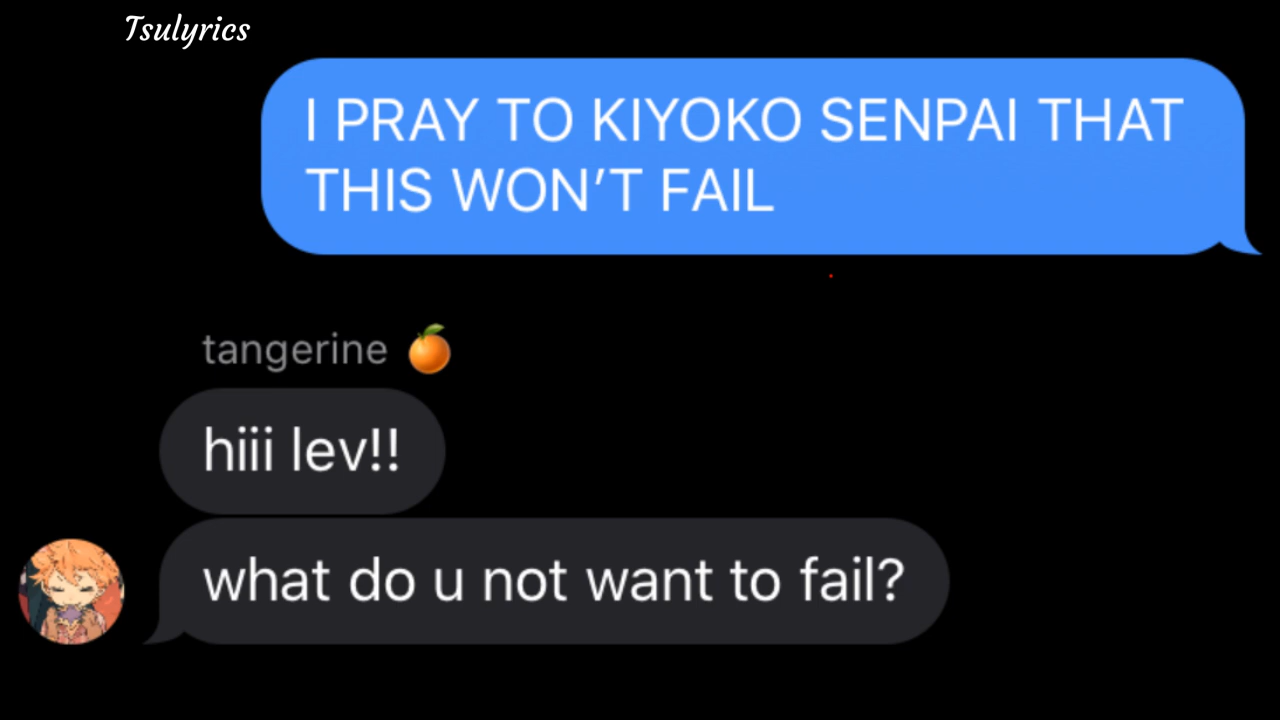 Tsulyrics
I PRAY TO KIYOKO SENPAI THAT
THIS WON’T FAIL
tangerine 🍊
hiii lev!!
what do u not want to fail?